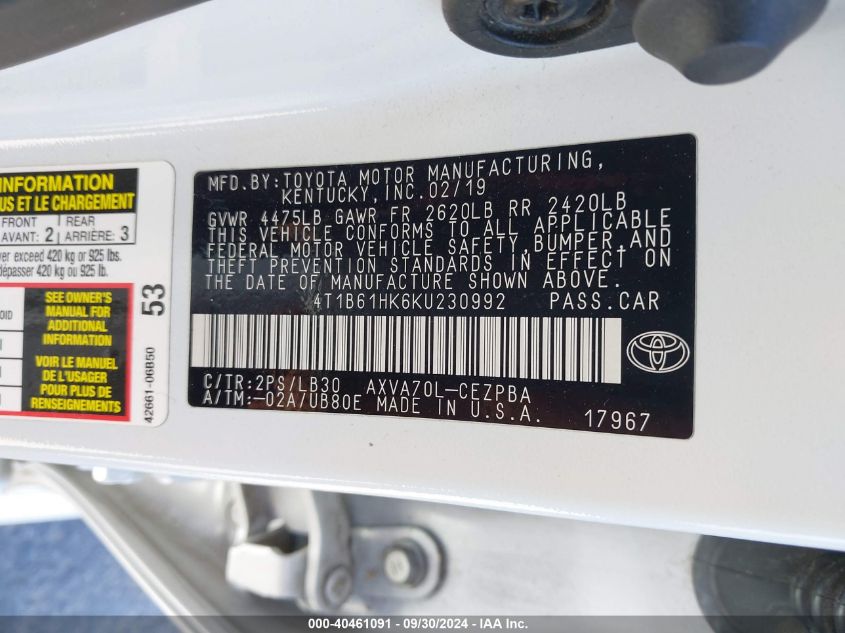 INFORMATION
US ET LE CHARGEMENT
FRONT
AVANT: 2
REAR
ARRIÈRE: 3
er exceed 420 kg or 925 lbs.
dépasser 420 kg ou 925 lb.
OID
SEE OWNER'S
MANUAL FOR
ADDITIONAL
INFORMATION
VOIR LE MANUEL
DE L'USAGER
POUR PLUS DE
RENSEIGNEMENTS
53
42661-06B50
MFD.BY: TOYOTA MOTOR MANUFACTURING,
KENTUCKY, INC. 02/19
GVWR 4475LB GAWR FR 2620LB RR 2420LB
THIS VEHICLE CONFORMS TO ALL APPLICABLE
FEDERAL MOTOR VEHICLE SAFETY, BUMPER, AND
THEFT PREVENTION STANDARDS IN EFFECT ON
THE DATE OF MANUFACTURE SHOWN ABOVE.
4T1B61HK6KU230992 PASS.CAR
C/TR:2PS/LB30 AXVA70L-CEZPBA
A/TM:-02A/UB80E MADE IN U.S.A.
17967
000-40461091 - 09/30/2024 - IAA Inc.